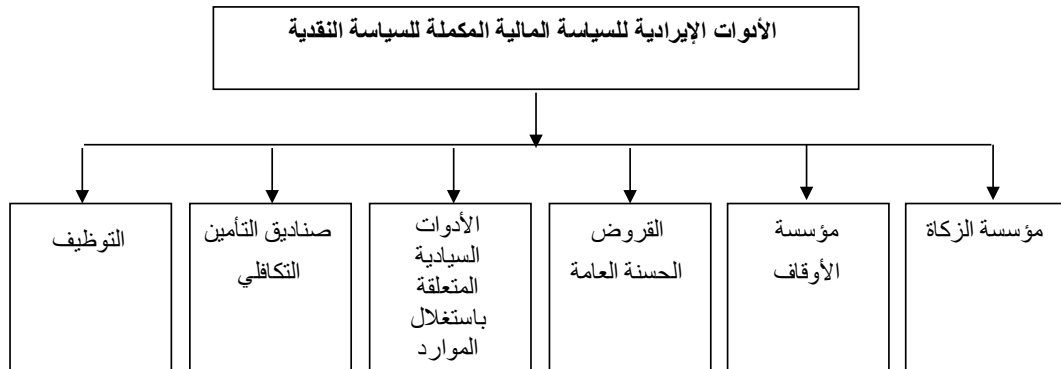 الأدوات الإيرادية للسياسة المالية المكملة للسياسة النقدية
مؤسسة الزكاة
مؤسسة
الأوقاف
القروض
الحسنة العامة
الأدوات
السيادية
المتعلقة
باستغلال
الموارد
صناديق التأمين
التكافلي
التوظيف